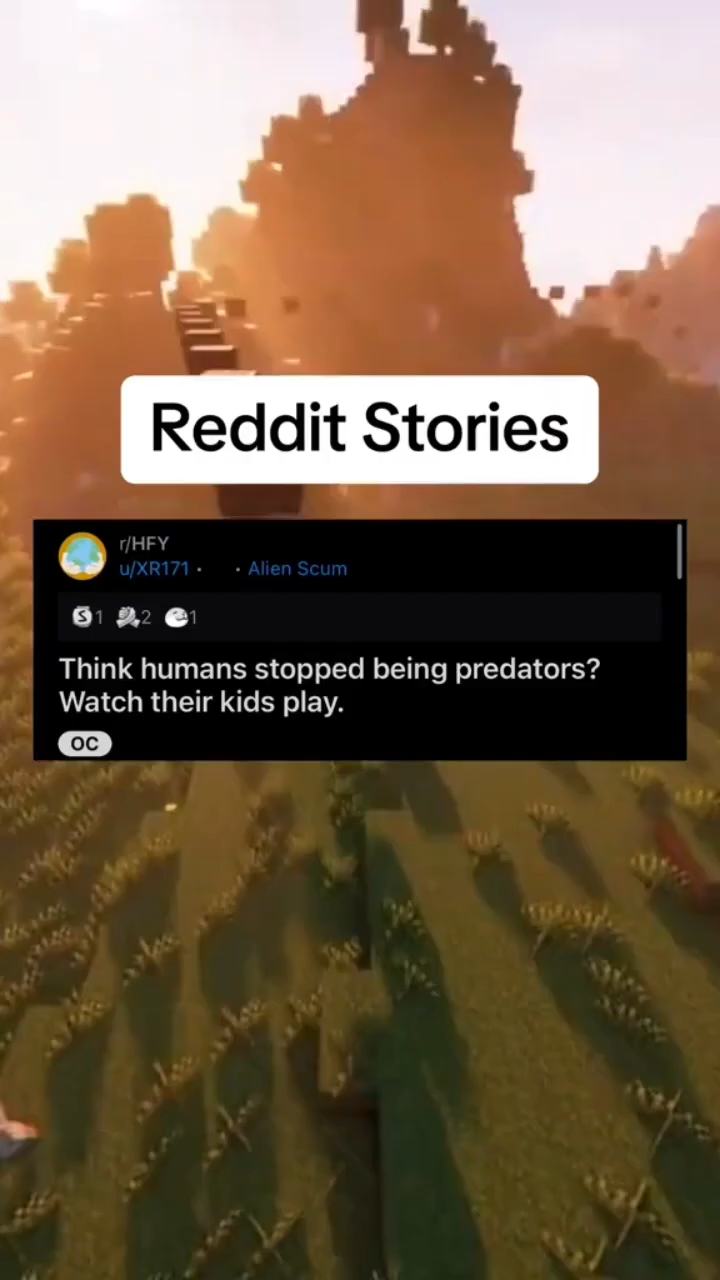 Reddit Stories
r/HFY
u/XR171 · · Alien Scum
1 2 1
Think humans stopped being predators?
Watch their kids play.
OC